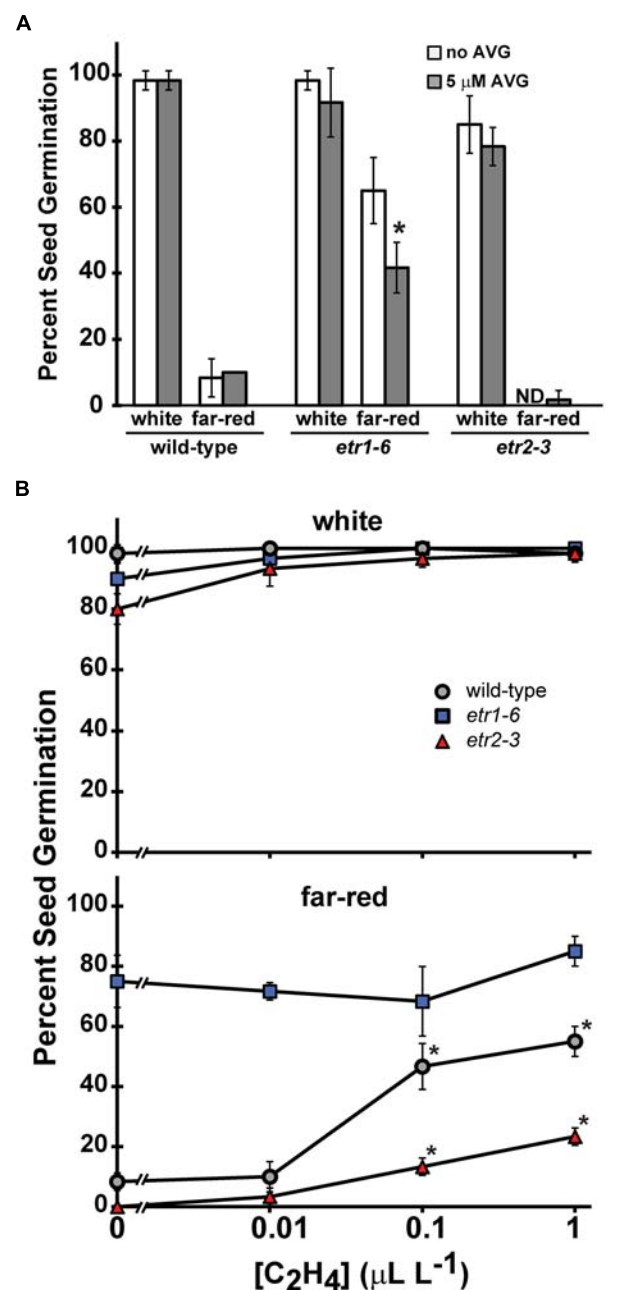 A
no AVG
5 μM AVG
Percent Seed Germination
100
80
60
40
20
0
*
ND
white far-red white far-red white far-red
wild-type etr1-6 etr2-3
B
white
100
80
60
40
20
0
wild-type
etr1-6
etr2-3
Percent Seed Germination
far-red
100
80
60
40
20
0
*
*
*
*
0 0.01 0.1 1
[C₂H₄] (μL L⁻¹)